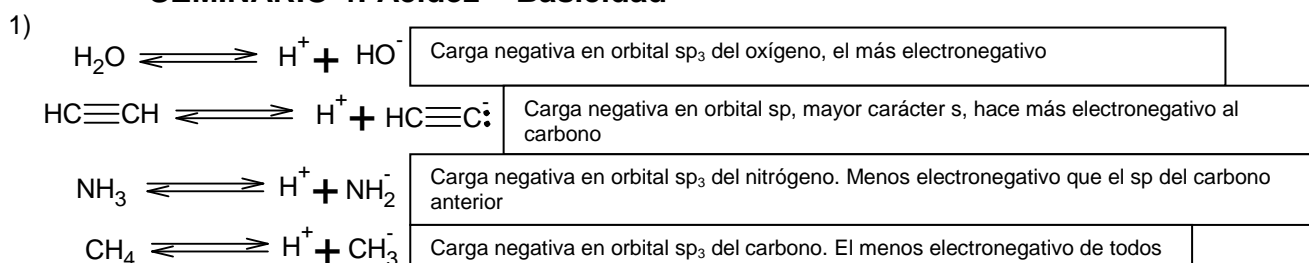 SEMINARIO 4: Acidez – Basicidad
1)
H₂O ⇌ H⁺ + HO⁻ Carga negativa en orbital sp₃ del oxígeno, el más electronegativo
HC≡CH ⇌ H⁺ + HC≡C:⁻ Carga negativa en orbital sp, mayor carácter s, hace más electronegativo al
carbono
NH₃ ⇌ H⁺ + NH₂⁻ Carga negativa en orbital sp₃ del nitrógeno. Menos electronegativo que el sp del carbono
anterior
CH₄ ⇌ H⁺ + CH₃⁻ Carga negativa en orbital sp₃ del carbono. El menos electronegativo de todos